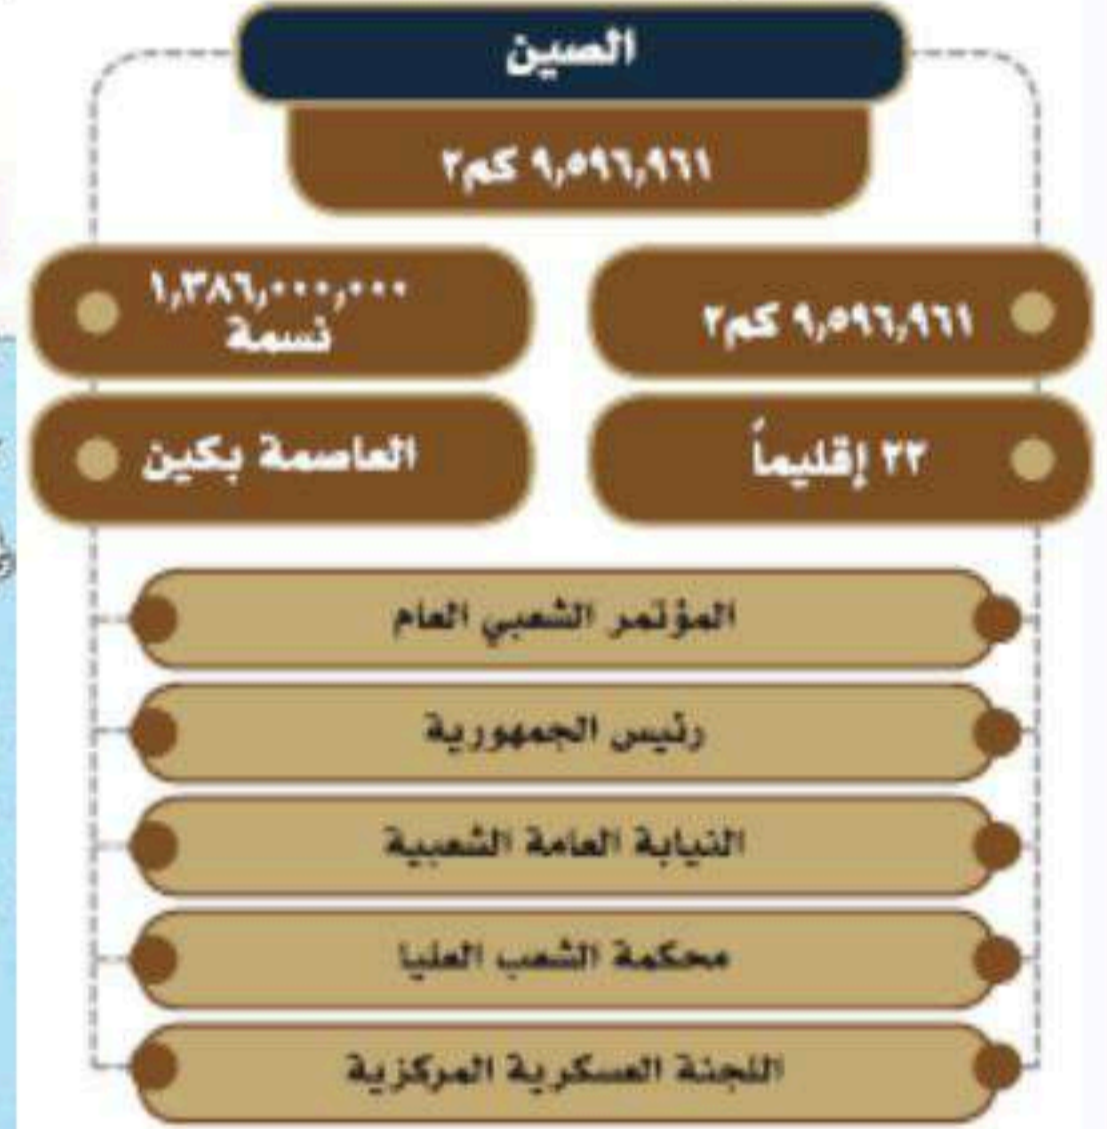 الصين
٩,٥٩٦,٩٦١ كم٢
٩,٥٩٦,٩٦١ كم٢
١,٣٨٦,٠٠٠,٠٠٠
نسمة
٢٢ إقليماً
العاصمة بكين
المؤتمر الشعبي العام
رئيس الجمهورية
النيابة العامة الشعبية
محكمة الشعب العليا
اللجنة العسكرية المركزية